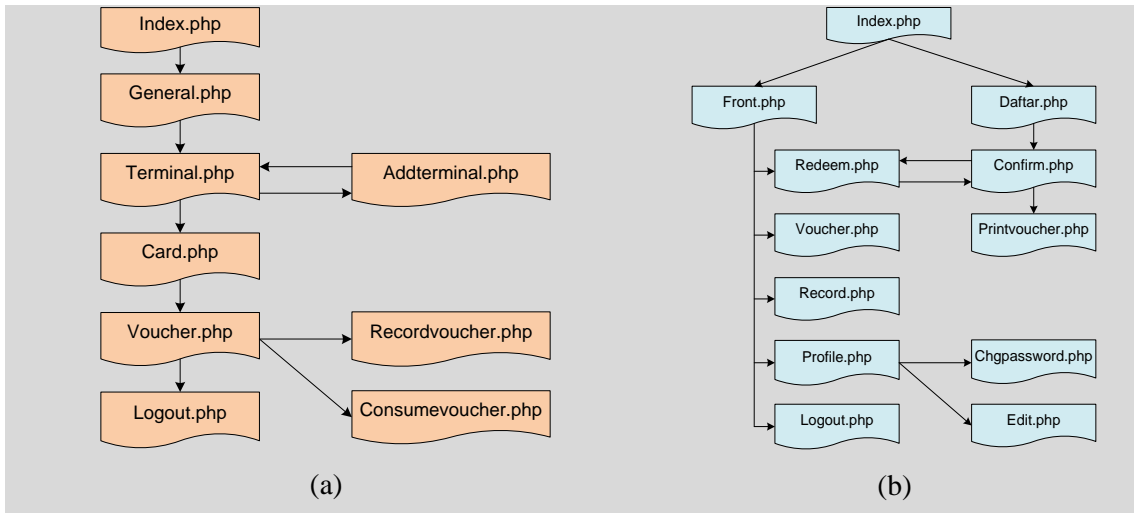 Index.php
General.php
Terminal.php
Addterminal.php
Card.php
Voucher.php
Recordvoucher.php
Logout.php
Consumevoucher.php
(a)
Index.php
Front.php
Daftar.php
Redeem.php
Confirm.php
Voucher.php
Printvoucher.php
Record.php
Profile.php
Chgpassword.php
Logout.php
Edit.php
(b)